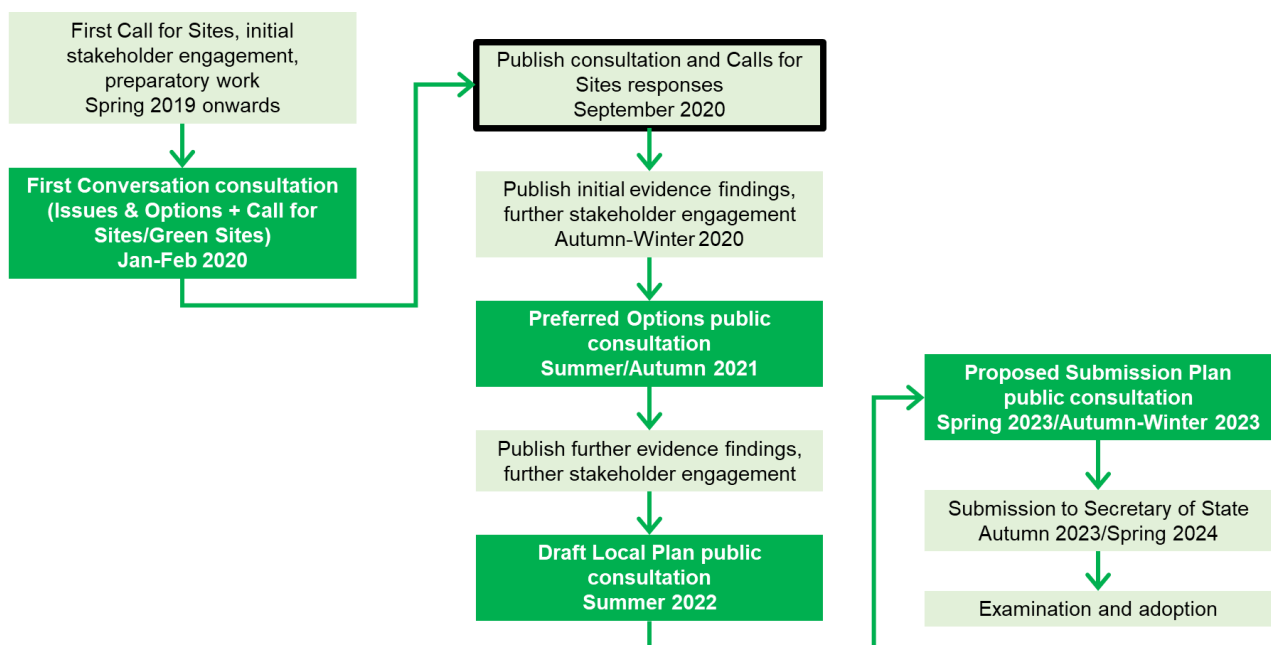 First Call for Sites, initial
stakeholder engagement,
preparatory work
Spring 2019 onwards
First Conversation consultation
(Issues & Options + Call for
Sites/Green Sites)
Jan-Feb 2020
Publish consultation and Calls for
Sites responses
September 2020
Publish initial evidence findings,
further stakeholder engagement
Autumn-Winter 2020
Preferred Options public
consultation
Summer/Autumn 2021
Publish further evidence findings,
further stakeholder engagement
Draft Local Plan public
consultation
Summer 2022
Proposed Submission Plan
public consultation
Spring 2023/Autumn-Winter 2023
Submission to Secretary of State
Autumn 2023/Spring 2024
Examination and adoption